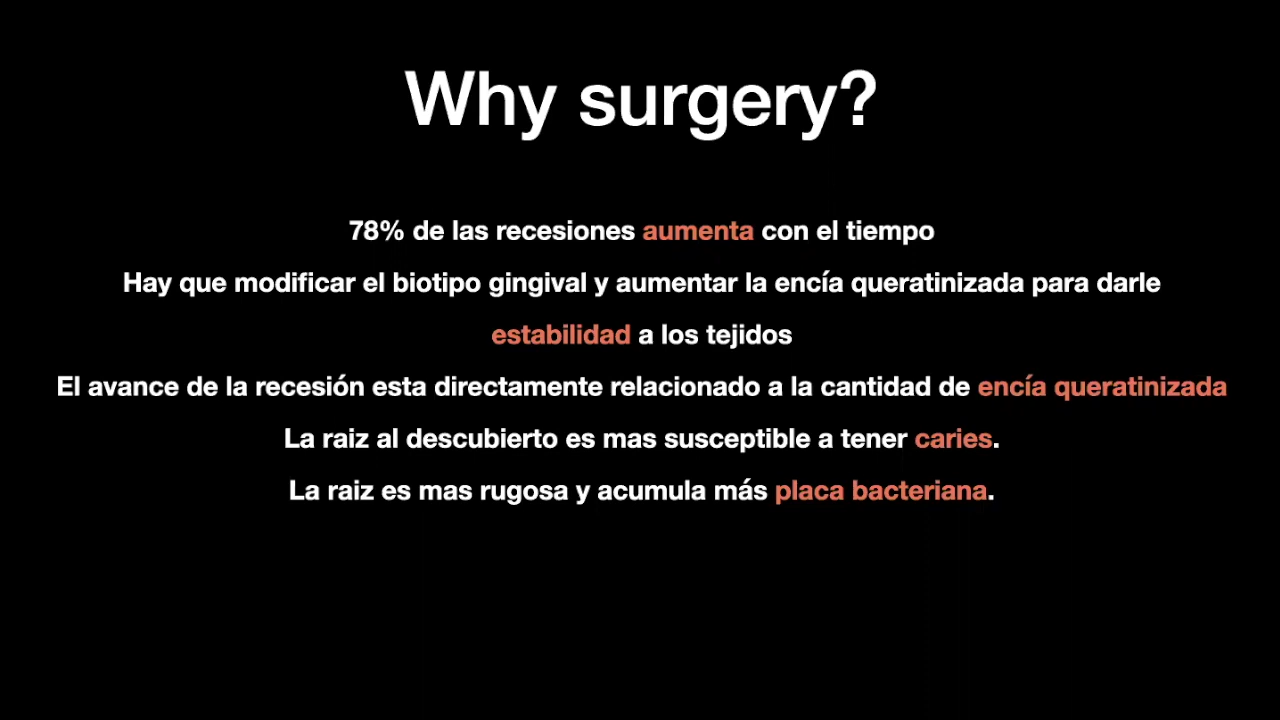 Why surgery?
78% de las recesiones aumenta con el tiempo
Hay que modificar el biotipo gingival y aumentar la encía queratinizada para darle
estabilidad a los tejidos
El avance de la recesión esta directamente relacionado a la cantidad de encía queratinizada
La raiz al descubierto es mas susceptible a tener caries.
La raiz es mas rugosa y acumula más placa bacteriana.